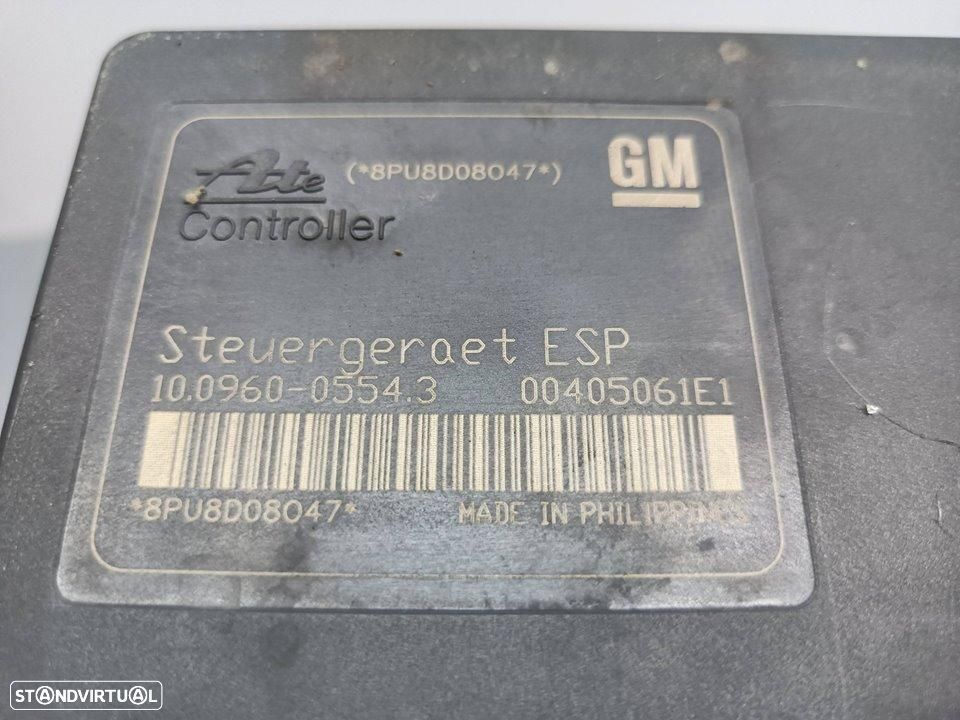 Ate (*8PU8D08047*) GM
Controller
Steuergeraet ESP
10.0960-0554.3 00405061E1
*8PU8D08047* MADE IN PHILIPPINES
STANDVIRTUAL